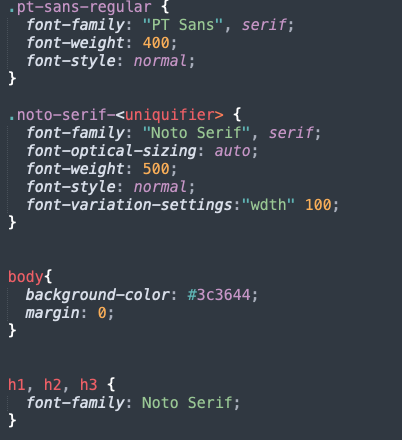 .pt-sans-regular {
font-family: "PT Sans", serif;
font-weight: 400;
font-style: normal;
}
.noto-serif-<uniquifier> {
font-family: "Noto Serif", serif;
font-optical-sizing: auto;
font-weight: 500;
font-style: normal;
font-variation-settings:"wdth" 100;
}
body{
background-color: #3c3644;
margin: 0;
}
h1, h2, h3 {
font-family: Noto Serif;
}